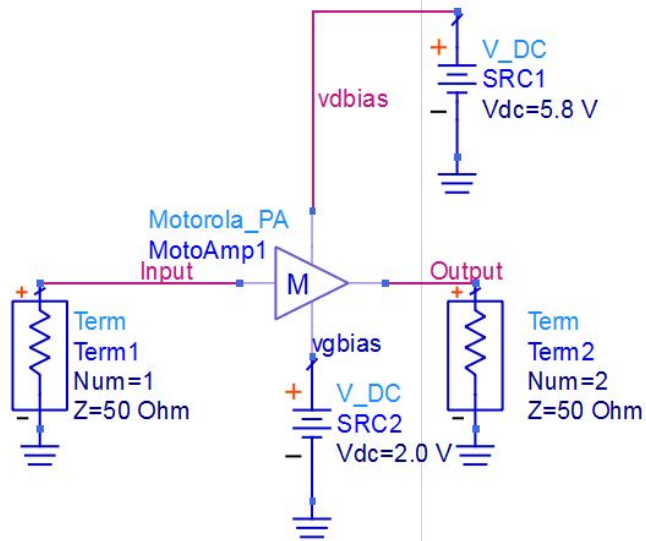 V_DC
SRC1
Vdc=5.8 V
vdbias
Motorola_PA
MotoAmp1
Input
M
Output
Term
Term1
Num=1
Z=50 Ohm
vgbias
V_DC
SRC2
Vdc=2.0 V
Term
Term2
Num=2
Z=50 Ohm